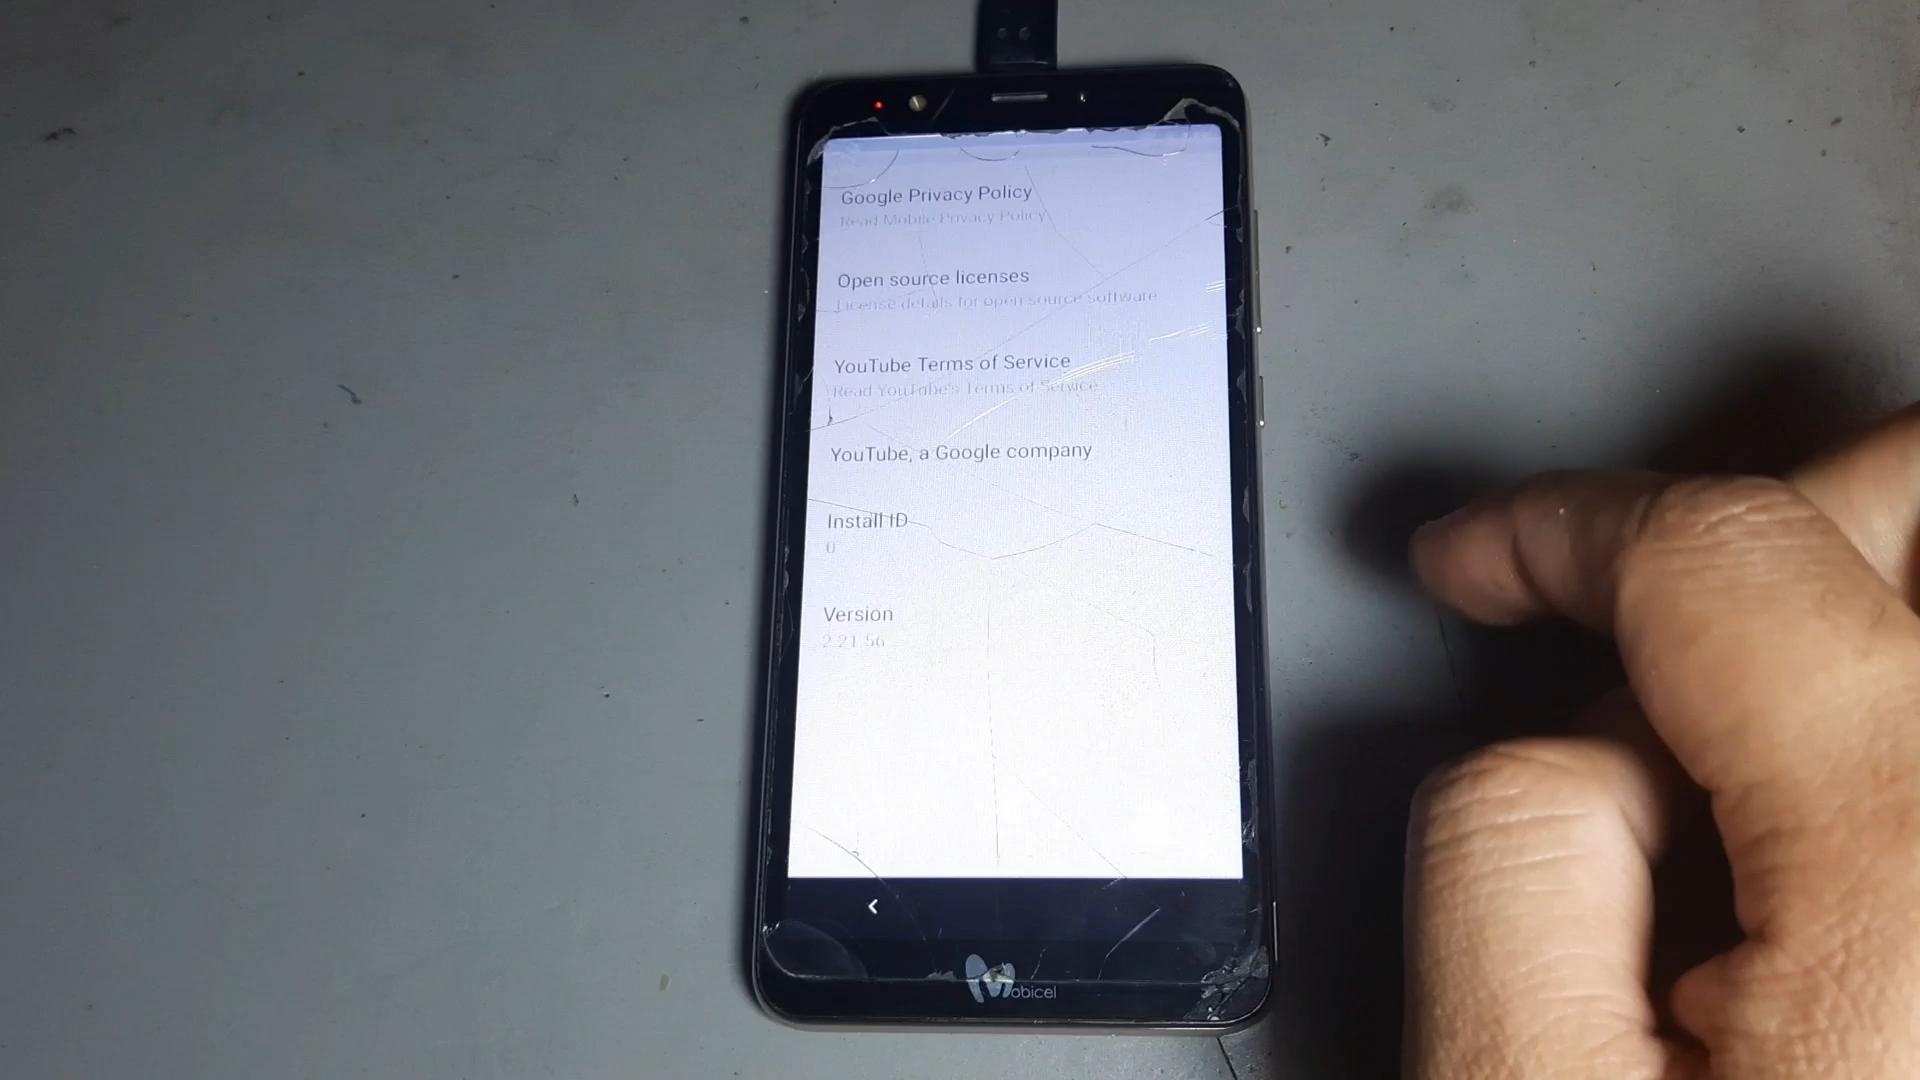 Google Privacy Policy
Read Mobile Privacy Policy
Open source licenses
License details for open source software
YouTube Terms of Service
Read YouTube's Terms of Service
YouTube, a Google company
Install ID
0
Version
2.21.56
Mobicel